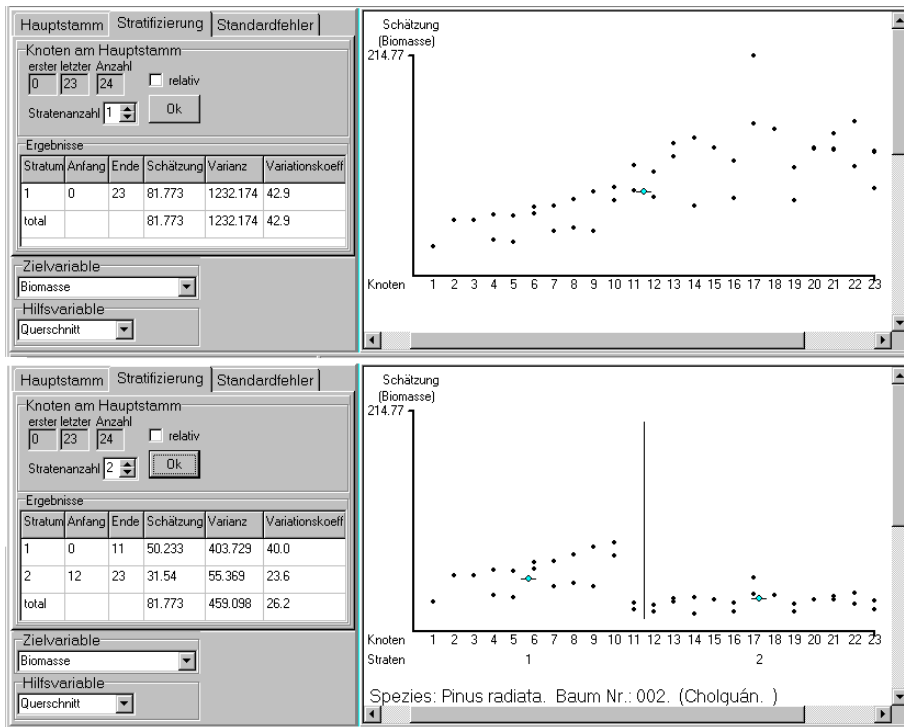 Hauptstamm Stratifizierung Standardfehler
Knoten am Hauptstamm
erster letzter Anzahl
0 23 24 relativ
Stratenanzahl 1 Ok
Ergebnisse
Stratum Anfang Ende Schätzung Varianz Variationskoeff
1 0 23 81.773 1232.174 42.9
total 81.773 1232.174 42.9
Zielvariable
Biomasse
Hilfsvariable
Querschnitt
Schätzung
(Biomasse)
214.77
Knoten 1 2 3 4 5 6 7 8 9 10 11 12 13 14 15 16 17 18 19 20 21 22 23
Hauptstamm Stratifizierung Standardfehler
Knoten am Hauptstamm
erster letzter Anzahl
0 23 24 relativ
Stratenanzahl 2 Ok
Ergebnisse
Stratum Anfang Ende Schätzung Varianz Variationskoeff
1 0 11 50.233 403.729 40.0
2 12 23 31.54 55.369 23.6
total 81.773 459.098 26.2
Zielvariable
Biomasse
Hilfsvariable
Querschnitt
Schätzung
(Biomasse)
214.77
Knoten 1 2 3 4 5 6 7 8 9 10 11 12 13 14 15 16 17 18 19 20 21 22 23
Straten 1 2
Spezies: Pinus radiata. Baum Nr.: 002. (Cholquán. )